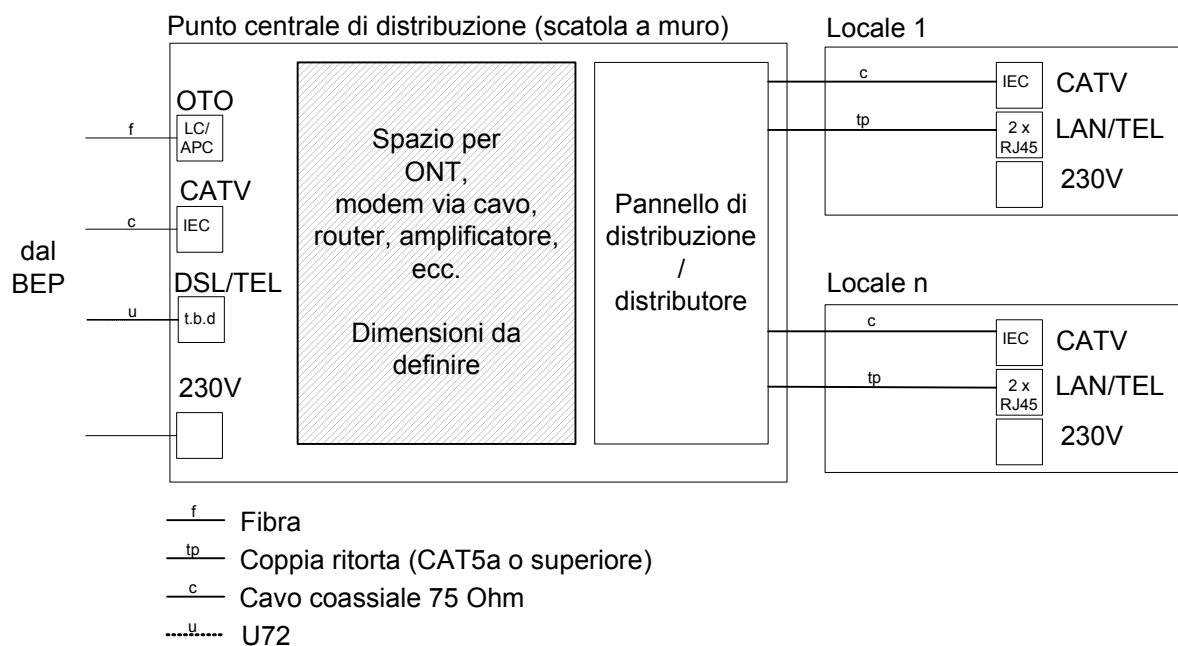 Punto centrale di distribuzione (scatola a muro)
Locale 1
OTO
f
LC/
APC
CATV
c
IEC
dal
BEP
DSL/TEL
u
t.b.d
230V
Spazio per
ONT,
modem via cavo,
router, amplificatore,
ecc.
Dimensioni da
definire
Pannello di
distribuzione
/
distributore
c
IEC
CATV
tp
2 x
RJ45
LAN/TEL
230V
Locale n
c
IEC
CATV
tp
2 x
RJ45
LAN/TEL
230V
f Fibra
tp Coppia ritorta (CAT5a o superiore)
c Cavo coassiale 75 Ohm
u U72